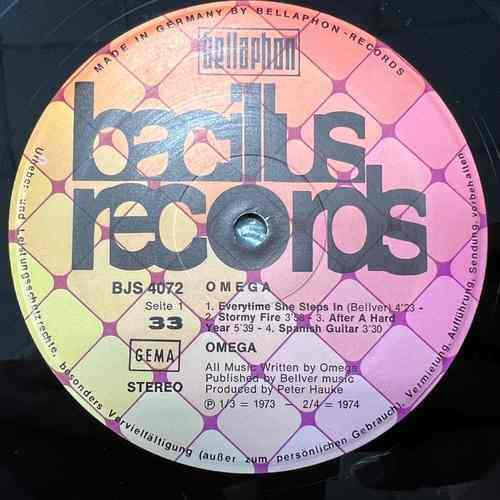 MADE IN GERMANY BY BELLAPHON-RECORDS
bellaphon
bacillus
records
BJS 4072
Seite 1
33
GEMA
STEREO
OMEGA
1. Everytime She Steps In (Bellver) 4'23 -
2. Stormy Fire 3'58 - 3. After A Hard
Year 5'39 - 4. Spanish Guitar 3'30
OMEGA
All Music Written by Omega
Published by Bellver music
Produced by Peter Hauke
℗ 1/3 = 1973 - 2/4 = 1974
Urheber- und Leistungsschutzrechte, besonders Vervielfältigung (außer zum persönlichen Gebrauch), Vermietung, Aufführung, Sendung, vorbehalten